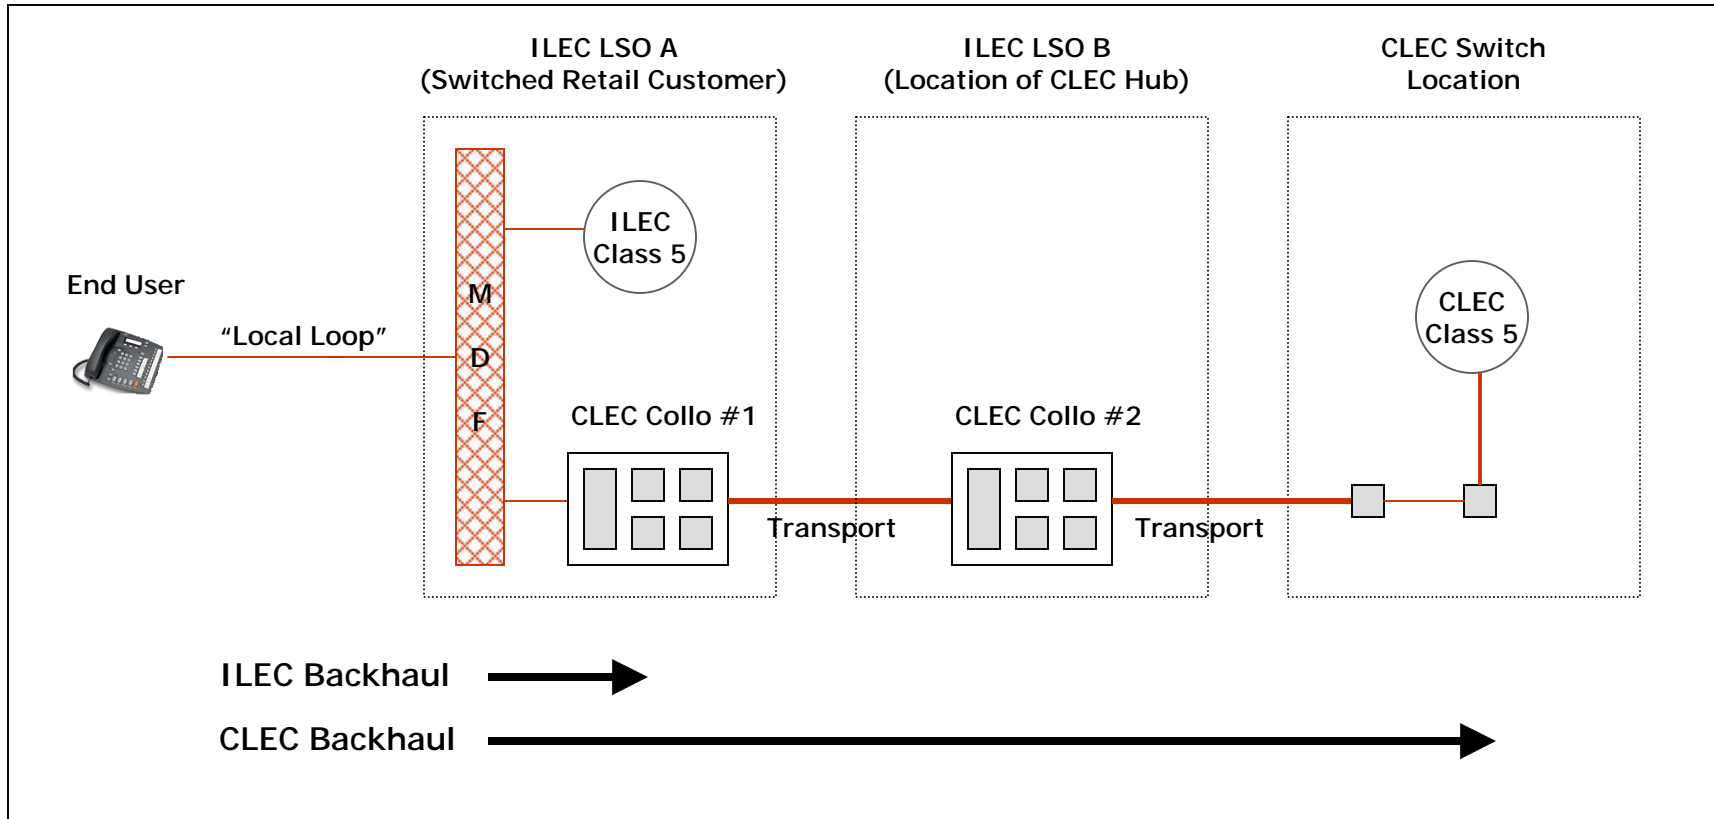 ILEC LSO A
(Switched Retail Customer)
ILEC LSO B
(Location of CLEC Hub)
CLEC Switch
Location
ILEC
Class 5
End User
“Local Loop”
M
D
F
CLEC Class 5
CLEC Collo #1
CLEC Collo #2
Transport
Transport
ILEC Backhaul
CLEC Backhaul